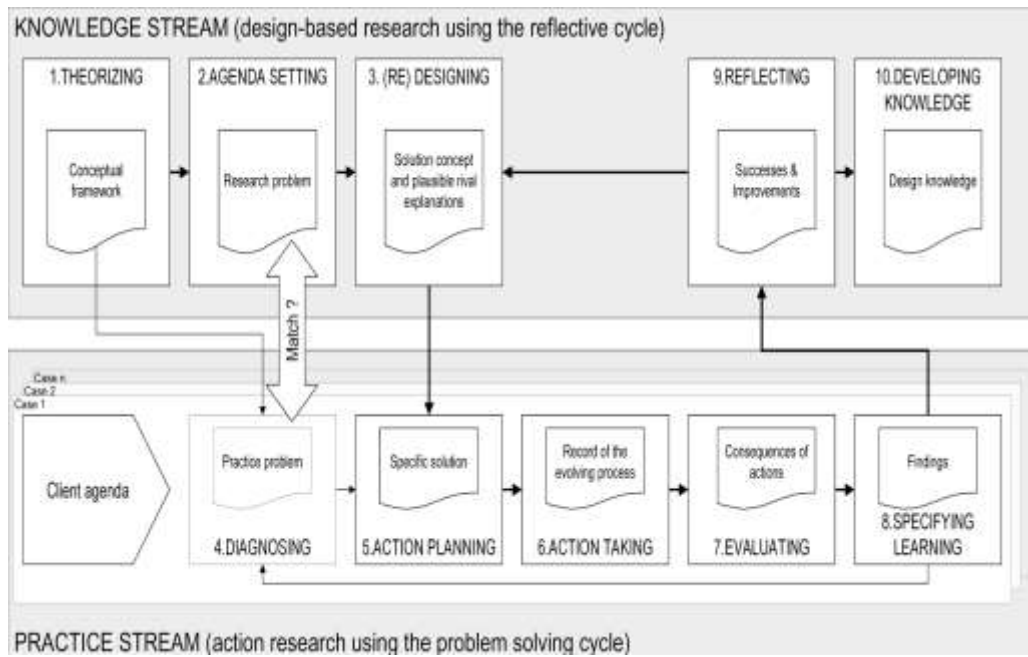 KNOWLEDGE STREAM (design-based research using the reflective cycle)
1.THEORIZING
Conceptual
framework
2.AGENDA SETTING
Research problem
3. (RE) DESIGNING
Solution concept
and plausible rival
explanations
9.REFLECTING
Successes &
Improvements
10.DEVELOPING
KNOWLEDGE
Design knowledge
Match ?
Case n
Case 2
Case 1
Client agenda
Practice problem
4.DIAGNOSING
Specific solution
5.ACTION PLANNING
Record of the
evolving process
6.ACTION TAKING
Consequences of
actions
7.EVALUATING
Findings
8.SPECIFYING
LEARNING
PRACTICE STREAM (action research using the problem solving cycle)